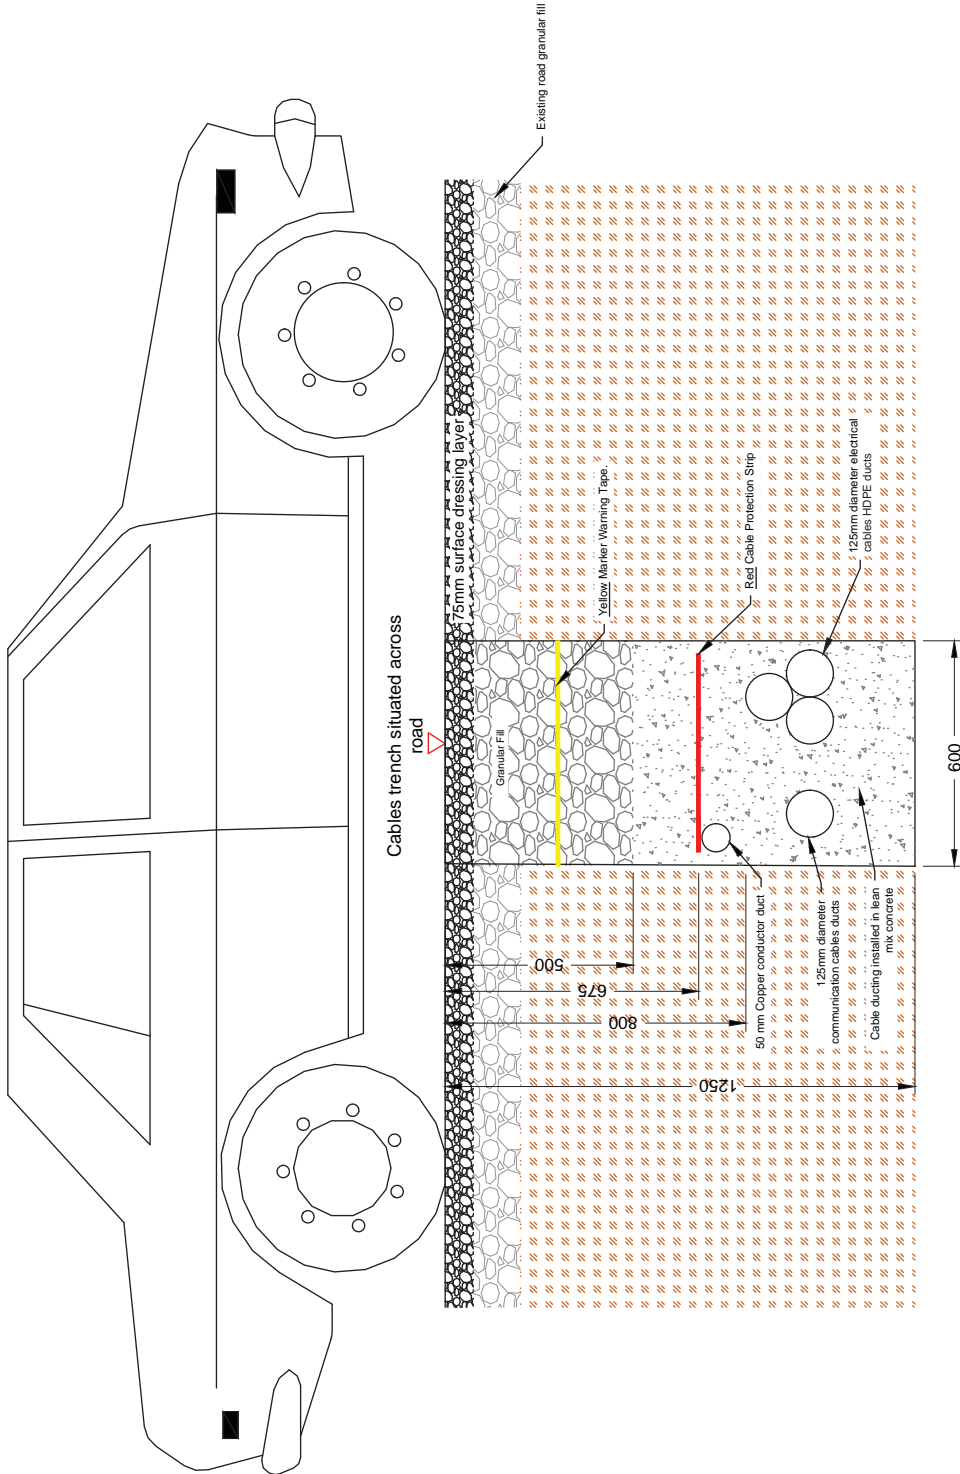 Existing road granular fill
Cables trench situated across
road
75mm surface dressing layer
Granular Fill
Yellow Marker Warning Tape.
Red Cable Protection Strip
125mm diameter electrical
cables HDPE ducts
500
675
800
1250
50 mm Copper conductor duct
125mm diameter
communication cables ducts
Cable ducting installed in lean
mix concrete
600